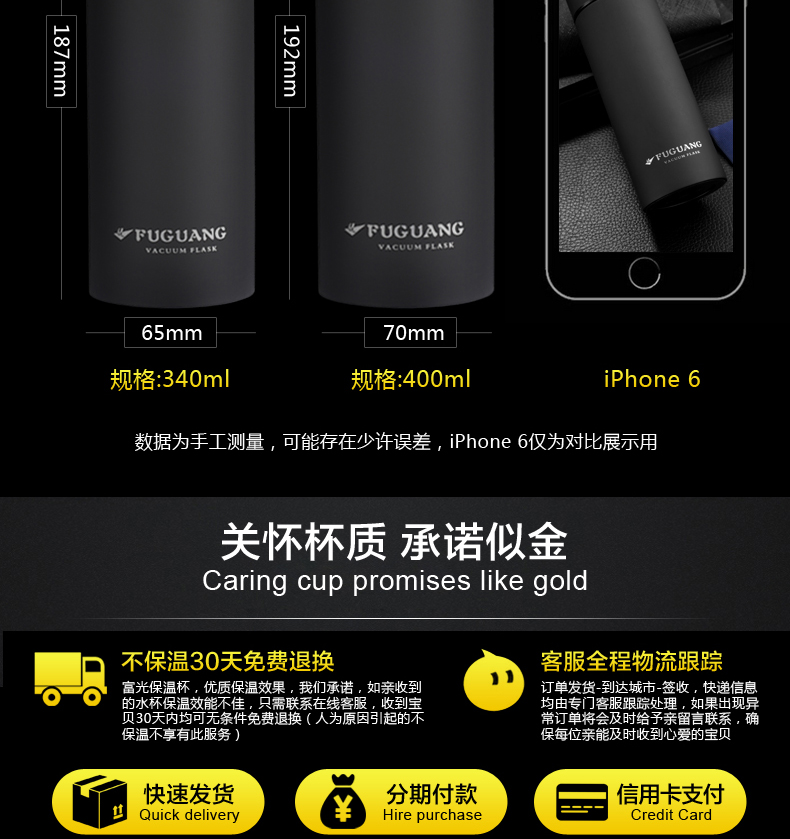 187mm
192mm
FUGUANG
VACUUM FLASK
FUGUANG
VACUUM FLASK
FUGUANG
VACUUM FLASK
65mm
70mm
规格:340ml
规格:400ml
iPhone 6
数据为手工测量，可能存在少许误差，iPhone 6仅为对比展示用
关怀杯质 承诺似金
Caring cup promises like gold
不保温30天免费退换
富光保温杯，优质保温效果，我们承诺，如亲收到
的水杯保温效能不佳，只需联系在线客服，收到宝
贝30天内均可无条件免费退换（人为原因引起的不
保温不享有此服务）
客服全程物流跟踪
订单发货-到达城市-签收，快递信息
均由专门客服跟踪处理，如果出现异
常订单将会及时给予亲留言联系，确
保每位亲能及时收到心爱的宝贝
快速发货
Quick delivery
分期付款
Hire purchase
信用卡支付
Credit Card